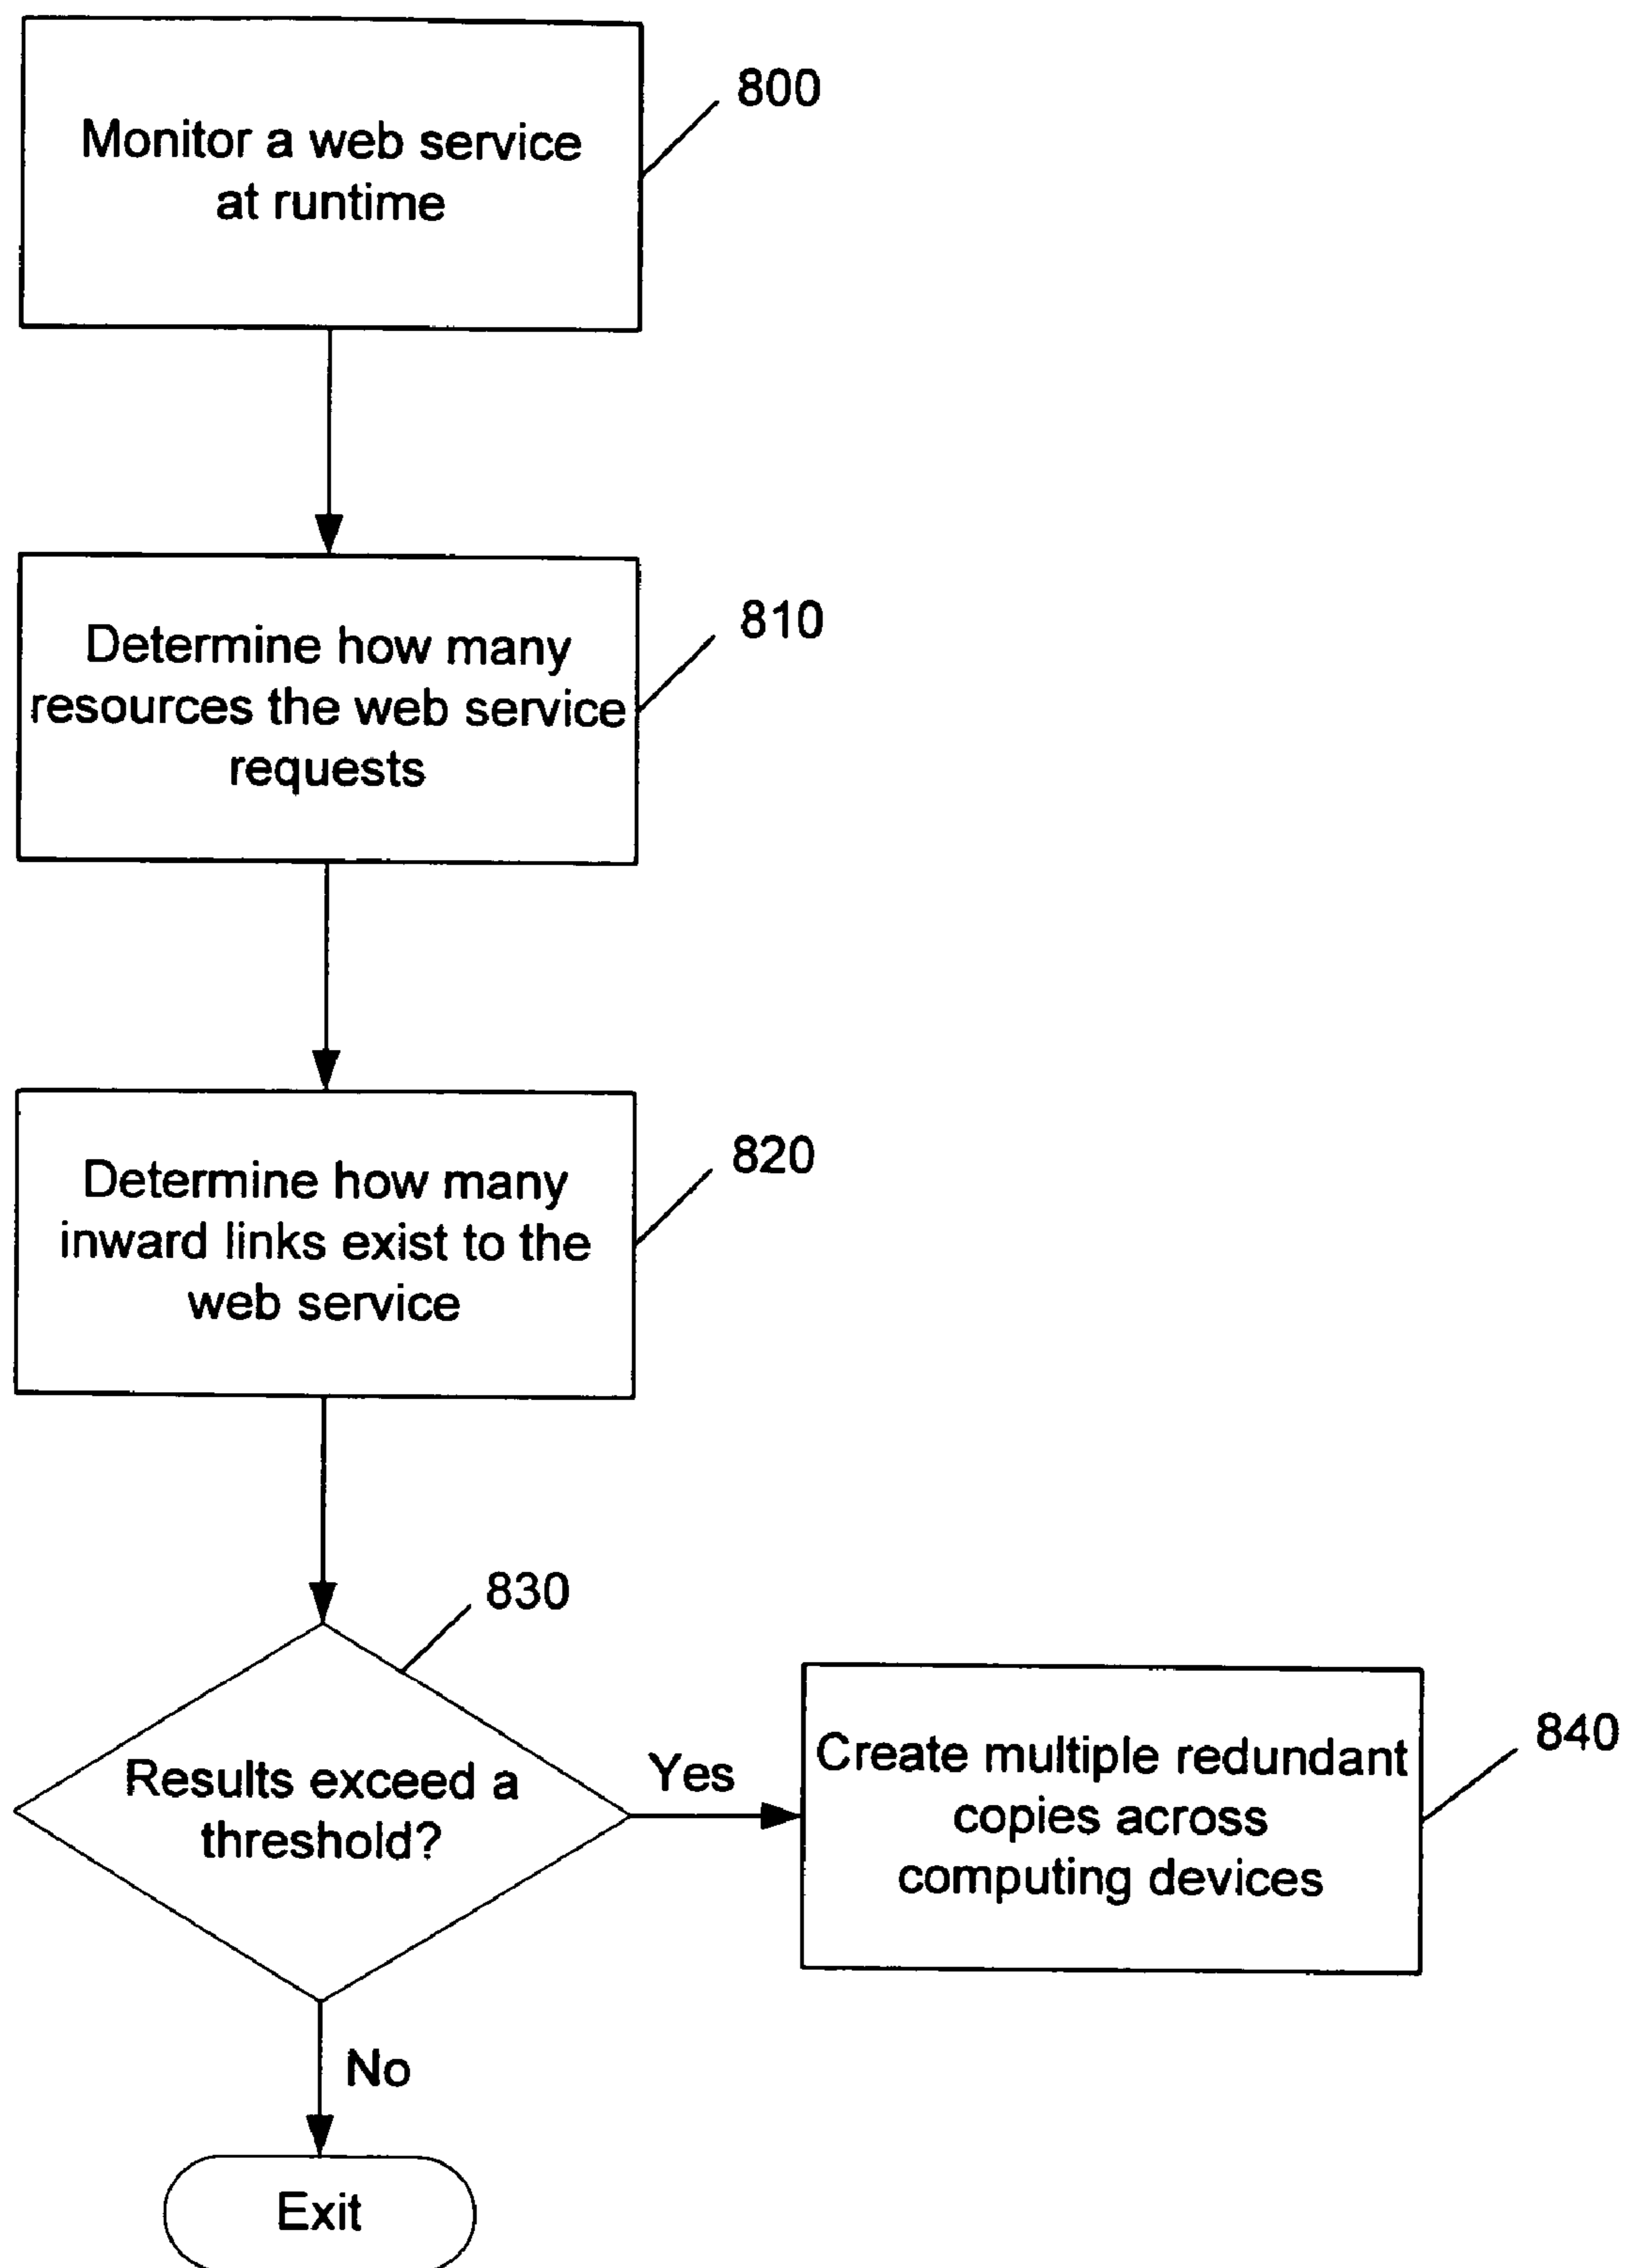 Monitor a web service
at runtime
800
Determine how many
resources the web service
requests
810
Determine how many
inward links exist to the
web service
820
830
Results exceed a
threshold?
Yes
Create multiple redundant
copies across
computing devices
840
No
Exit